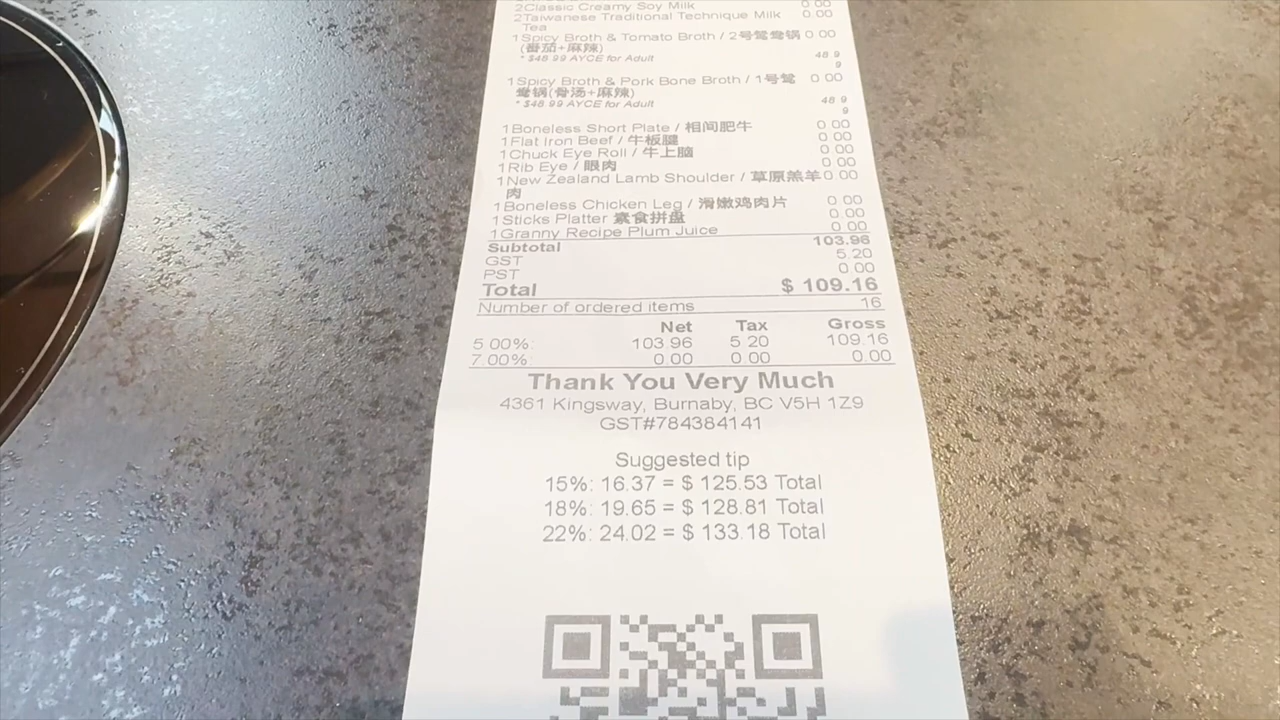 2Classic Creamy Soy Milk 0.00
2Taiwanese Traditional Technique Milk 0.00
Tea
1Spicy Broth & Tomato Broth / 2号鸳鸯锅 0.00
(番茄+麻辣)
* $48.99 AYCE for Adult 48.9
9
1Spicy Broth & Pork Bone Broth / 1号鸳 0.00
鸯锅(骨汤+麻辣)
* $48.99 AYCE for Adult 48.9
9
1Boneless Short Plate / 相间肥牛 0.00
1Flat Iron Beef / 牛板腱 0.00
1Chuck Eye Roll / 牛上脑 0.00
1Rib Eye / 眼肉 0.00
1New Zealand Lamb Shoulder / 草原羔羊 0.00
肉
1Boneless Chicken Leg / 滑嫩鸡肉片 0.00
1Sticks Platter 素食拼盘 0.00
1Granny Recipe Plum Juice 0.00
Subtotal 103.96
GST 5.20
PST 0.00
Total $ 109.16
Number of ordered items 16
Net Tax Gross
5.00%: 103.96 5.20 109.16
7.00%: 0.00 0.00 0.00
Thank You Very Much
4361 Kingsway, Burnaby, BC V5H 1Z9
GST#784384141
Suggested tip
15%: 16.37 = $ 125.53 Total
18%: 19.65 = $ 128.81 Total
22%: 24.02 = $ 133.18 Total